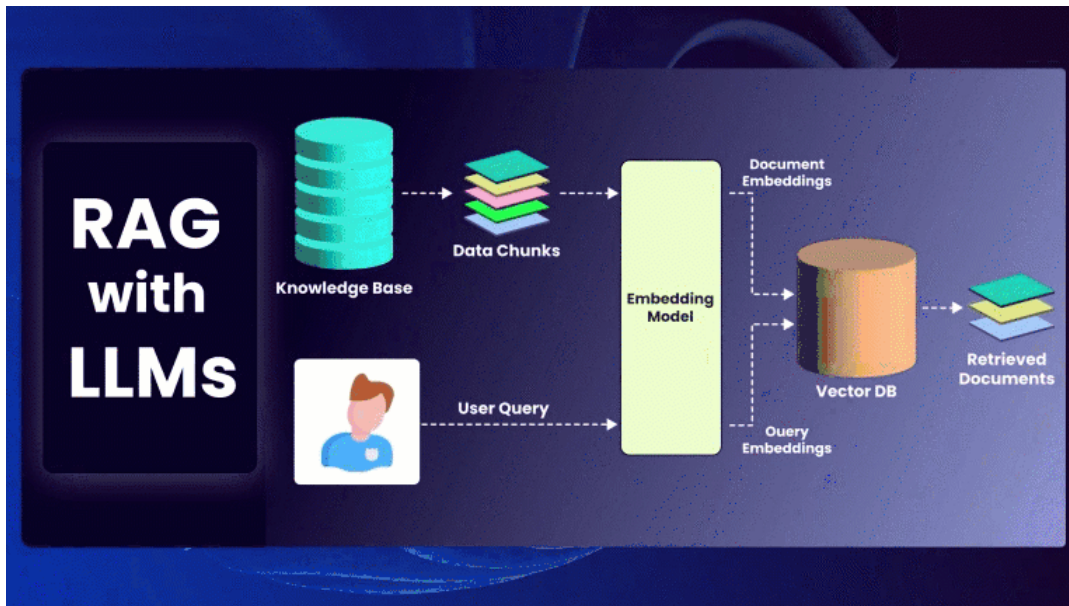 RAG
with
LLMs
Knowledge Base
Data Chunks
User Query
Embedding
Model
Document
Embeddings
Ouery
Embeddings
Vector DB
Retrieved
Documents